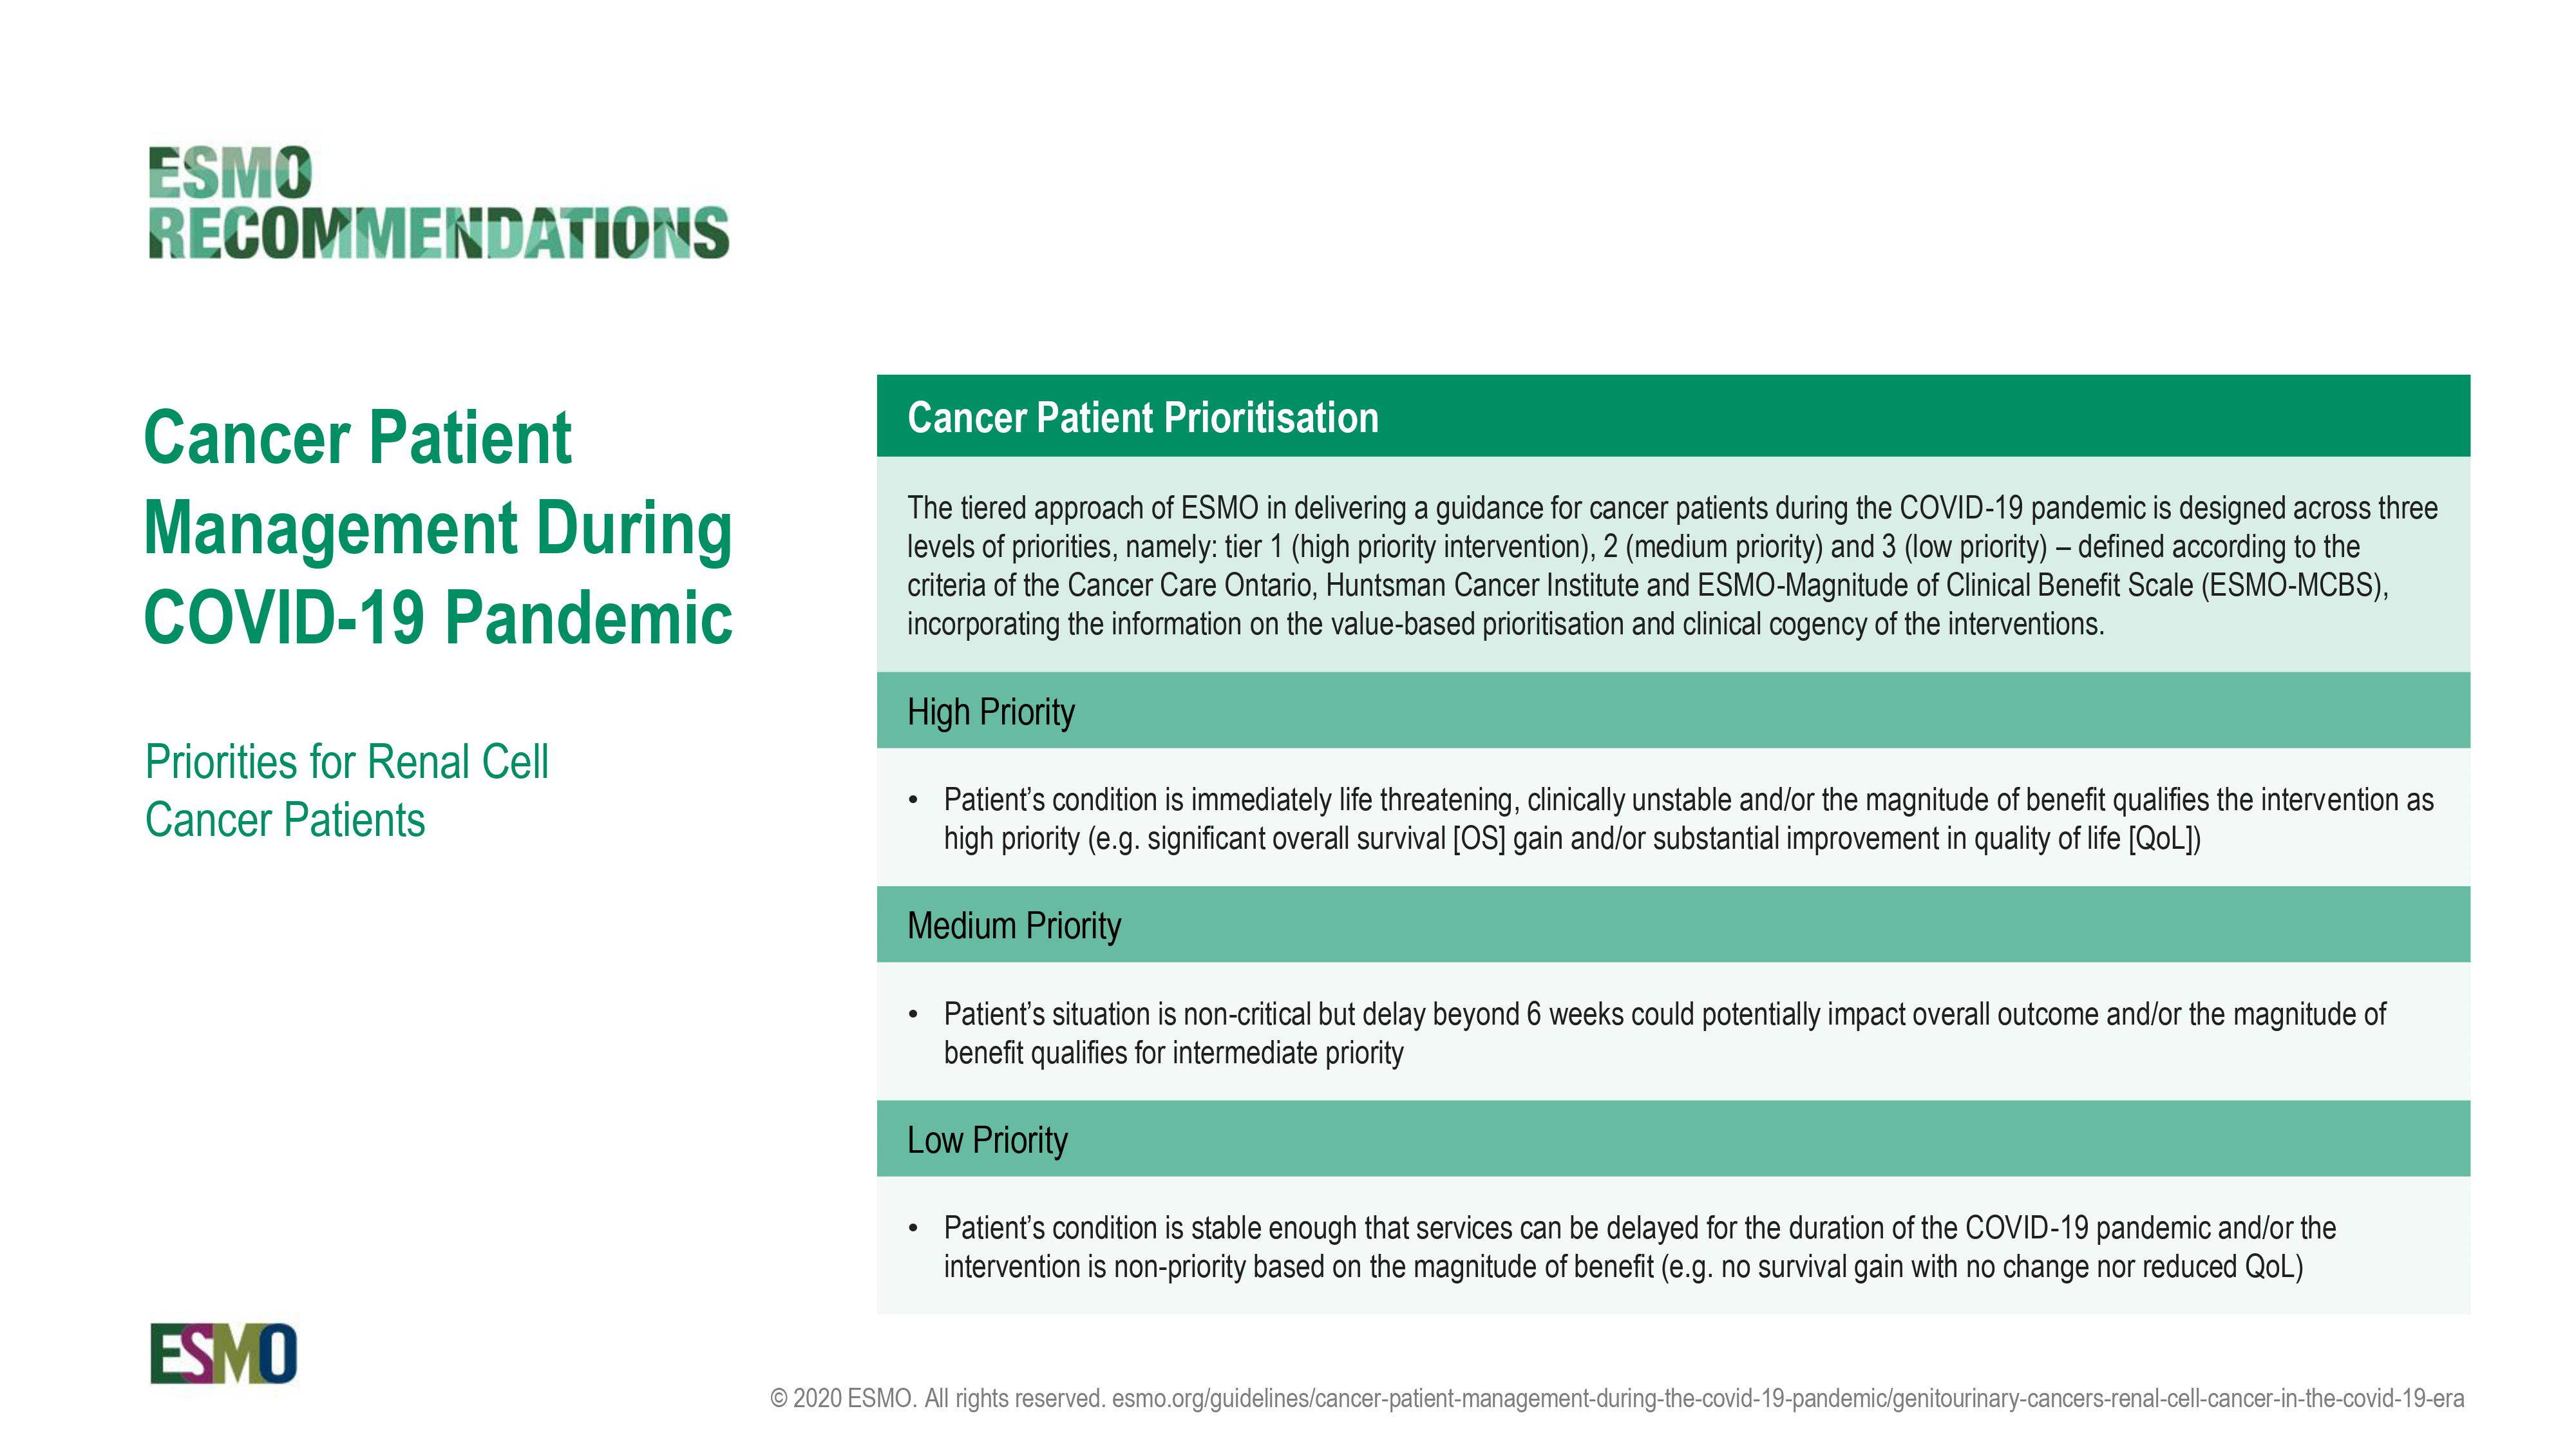 ESMO
RECOMMENDATIONS
Cancer Patient
Management During
COVID-19 Pandemic
Priorities for Renal Cell
Cancer Patients
Cancer Patient Prioritisation
The tiered approach of ESMO in delivering a guidance for cancer patients during the COVID-19 pandemic is designed across three
levels of priorities, namely: tier 1 (high priority intervention), 2 (medium priority) and 3 (low priority) – defined according to the
criteria of the Cancer Care Ontario, Huntsman Cancer Institute and ESMO-Magnitude of Clinical Benefit Scale (ESMO-MCBS),
incorporating the information on the value-based prioritisation and clinical cogency of the interventions.
High Priority
• Patient’s condition is immediately life threatening, clinically unstable and/or the magnitude of benefit qualifies the intervention as
high priority (e.g. significant overall survival [OS] gain and/or substantial improvement in quality of life [QoL])
Medium Priority
• Patient’s situation is non-critical but delay beyond 6 weeks could potentially impact overall outcome and/or the magnitude of
benefit qualifies for intermediate priority
Low Priority
• Patient’s condition is stable enough that services can be delayed for the duration of the COVID-19 pandemic and/or the
intervention is non-priority based on the magnitude of benefit (e.g. no survival gain with no change nor reduced QoL)
ESMO
© 2020 ESMO. All rights reserved. esmo.org/guidelines/cancer-patient-management-during-the-covid-19-pandemic/genitourinary-cancers-renal-cell-cancer-in-the-covid-19-era